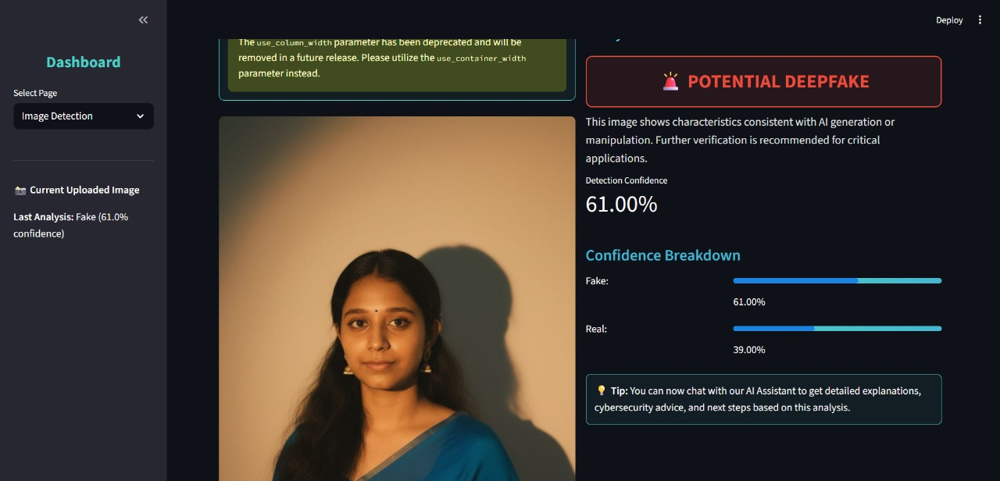 Deploy
Dashboard
Select Page
Image Detection
Current Uploaded Image
Last Analysis: Fake (61.0%
confidence)
The use_column_width parameter has been deprecated and will be
removed in a future release. Please utilize the use_container_width
parameter instead.
POTENTIAL DEEPFAKE
This image shows characteristics consistent with AI generation or
manipulation. Further verification is recommended for critical
applications.
Detection Confidence
61.00%
Confidence Breakdown
Fake:
61.00%
Real:
39.00%
Tip: You can now chat with our AI Assistant to get detailed explanations,
cybersecurity advice, and next steps based on this analysis.